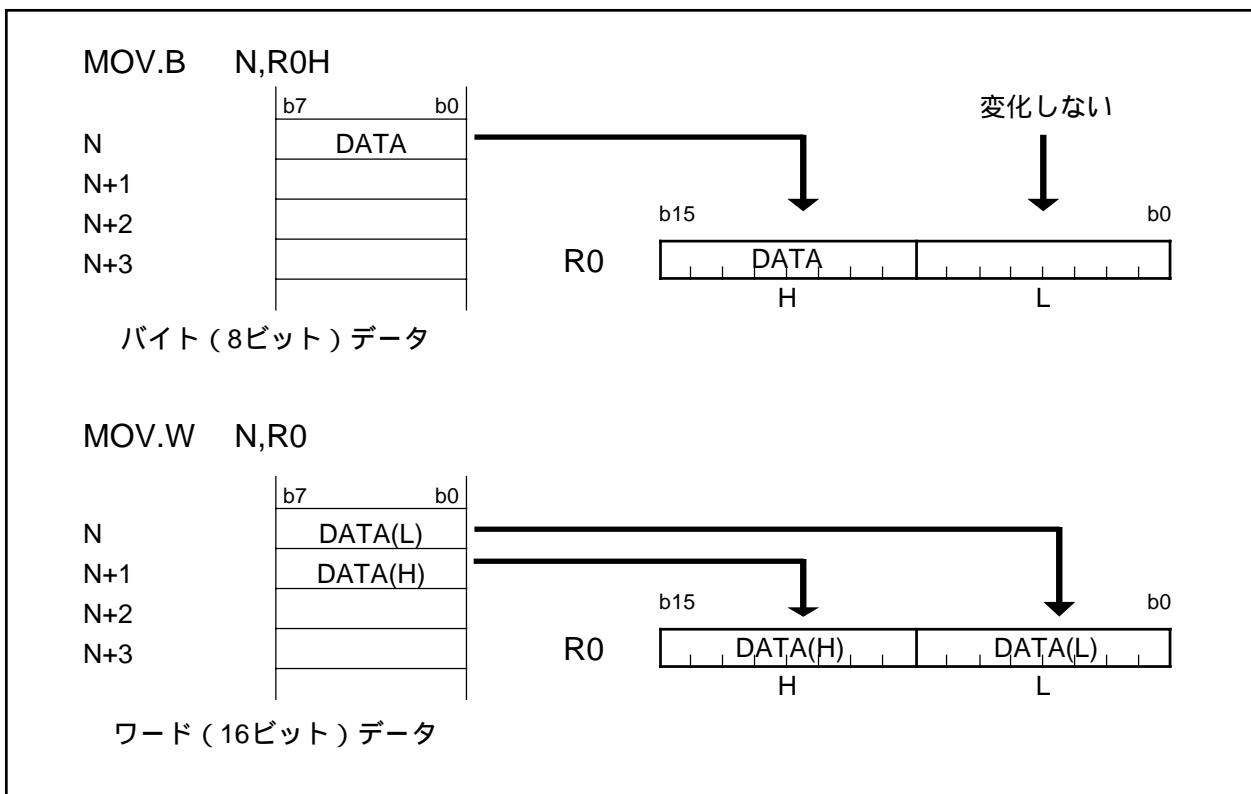 MOV.B N,R0H
b7 b0
変化しない
N DATA
N+1
b15 b0
N+2
N+3 R0 DATA
H L
バイト（8ビット）データ
MOV.W N,R0
b7 b0
N DATA(L)
N+1 DATA(H)
b15 b0
N+2
N+3 R0 DATA(H) DATA(L)
H L
ワード（16ビット）データ